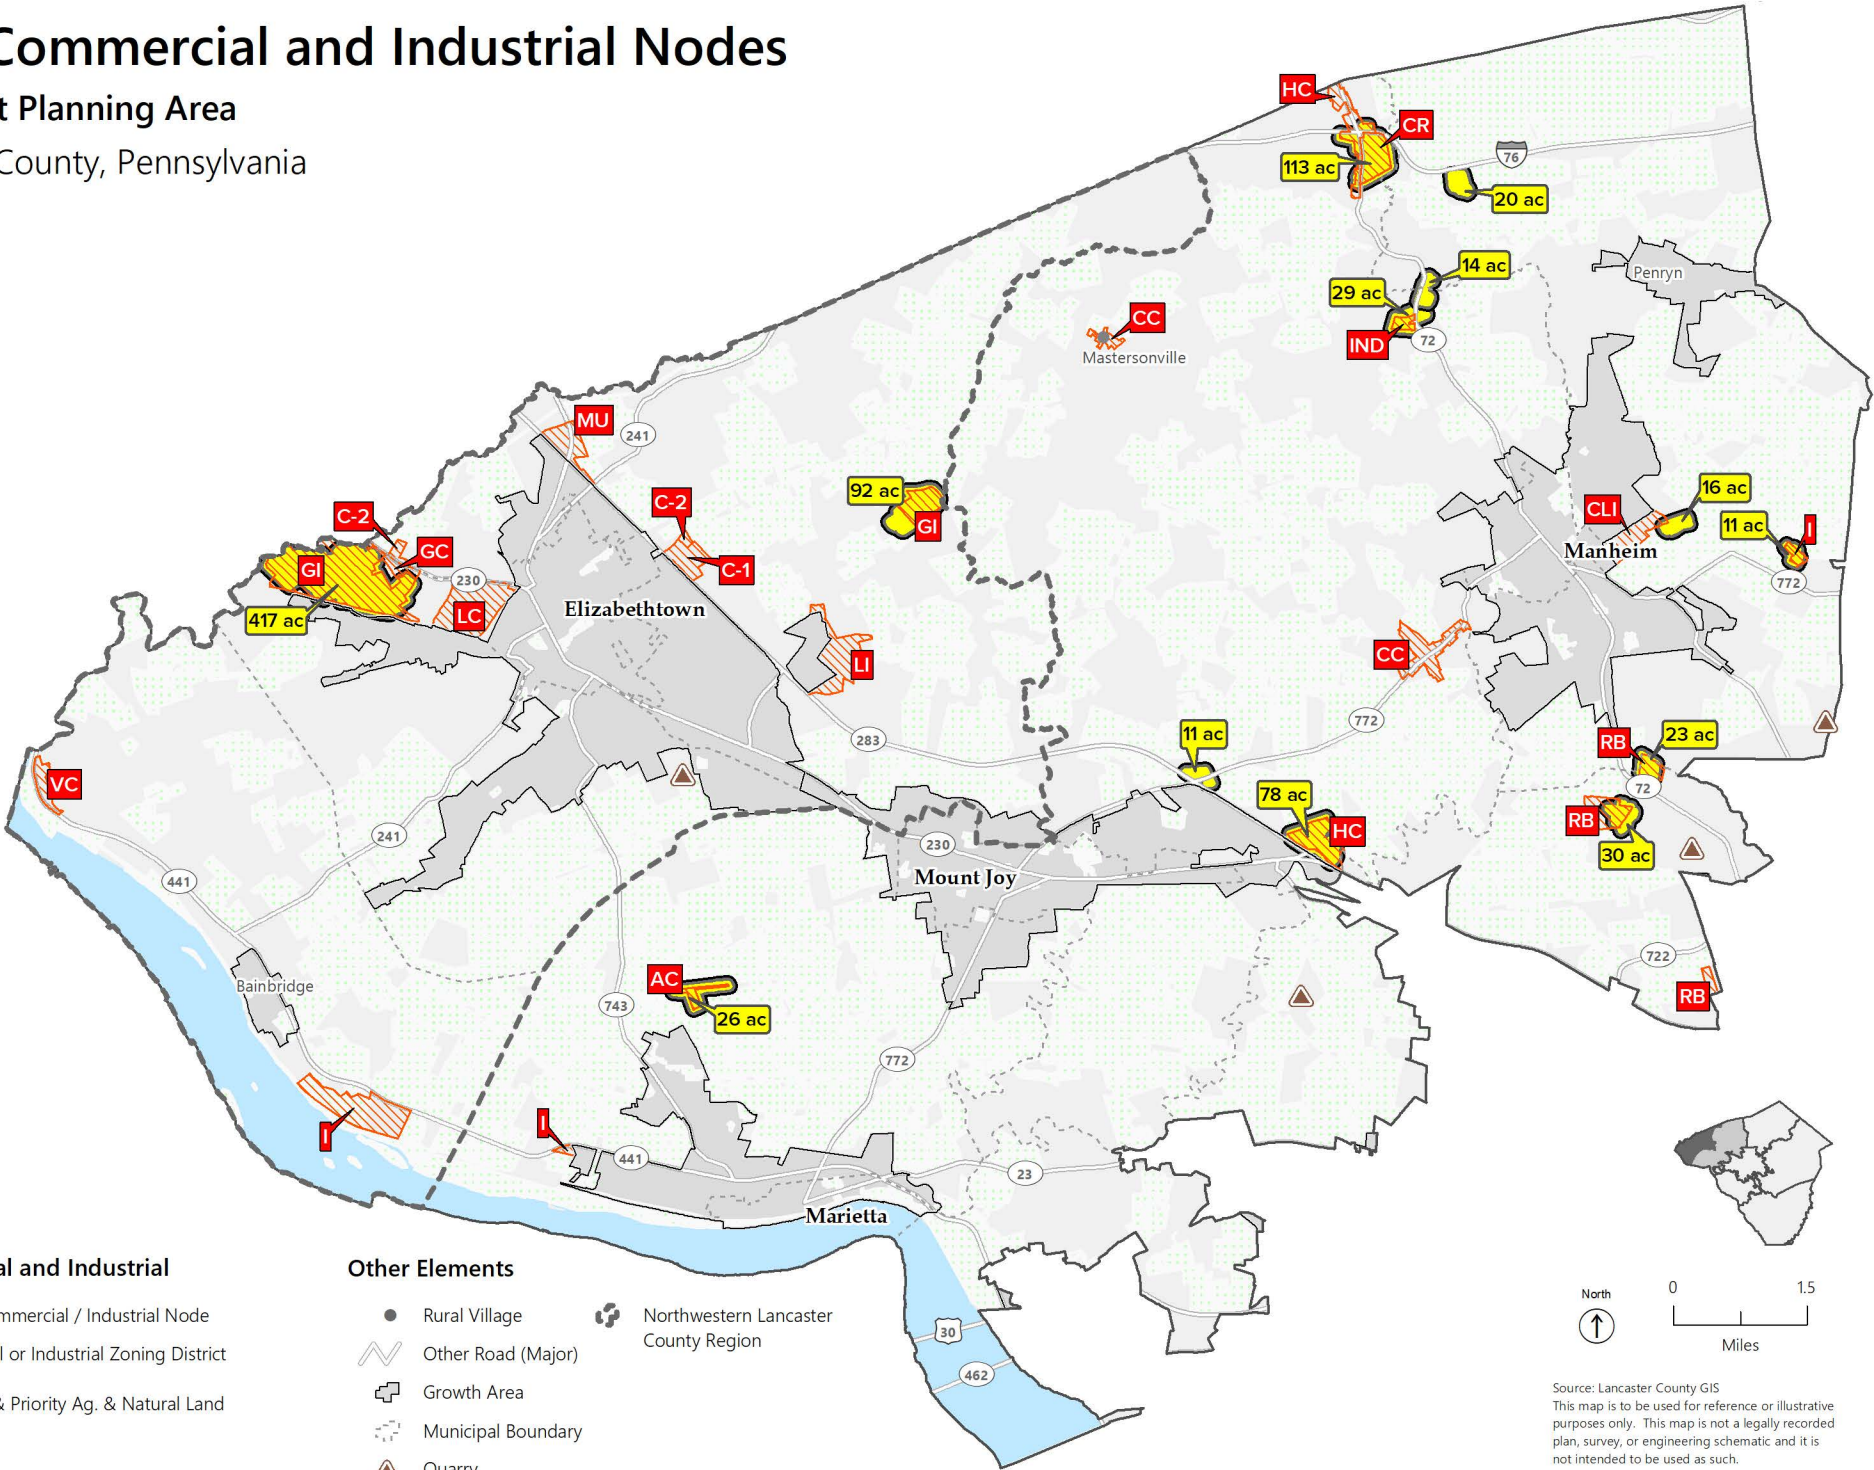 Commercial and Industrial Nodes
t Planning Area
County, Pennsylvania
HC
CR
113 ac
76
20 ac
14 ac
29 ac
IND
72
Penryn
CC
Mastersonville
MU
241
92 ac
GI
C-2
C-2
GC
GI
230
C-1
417 ac
LC
Elizabethtown
LI
CLI
16 ac
11 ac
I
Manheim
772
CC
772
283
11 ac
RB
23 ac
72
78 ac
HC
RB
30 ac
VC
241
441
230
Mount Joy
722
RB
Bainbridge
AC
26 ac
743
772
I
I
441
23
Marietta
30
462
al and Industrial
mmercial / Industrial Node
l or Industrial Zoning District
& Priority Ag. & Natural Land
Other Elements
Rural Village
Other Road (Major)
Growth Area
Municipal Boundary
Quarry
Northwestern Lancaster
County Region
North
0 1.5
Miles
Source: Lancaster County GIS
This map is to be used for reference or illustrative
purposes only. This map is not a legally recorded
plan, survey, or engineering schematic and it is
not intended to be used as such.